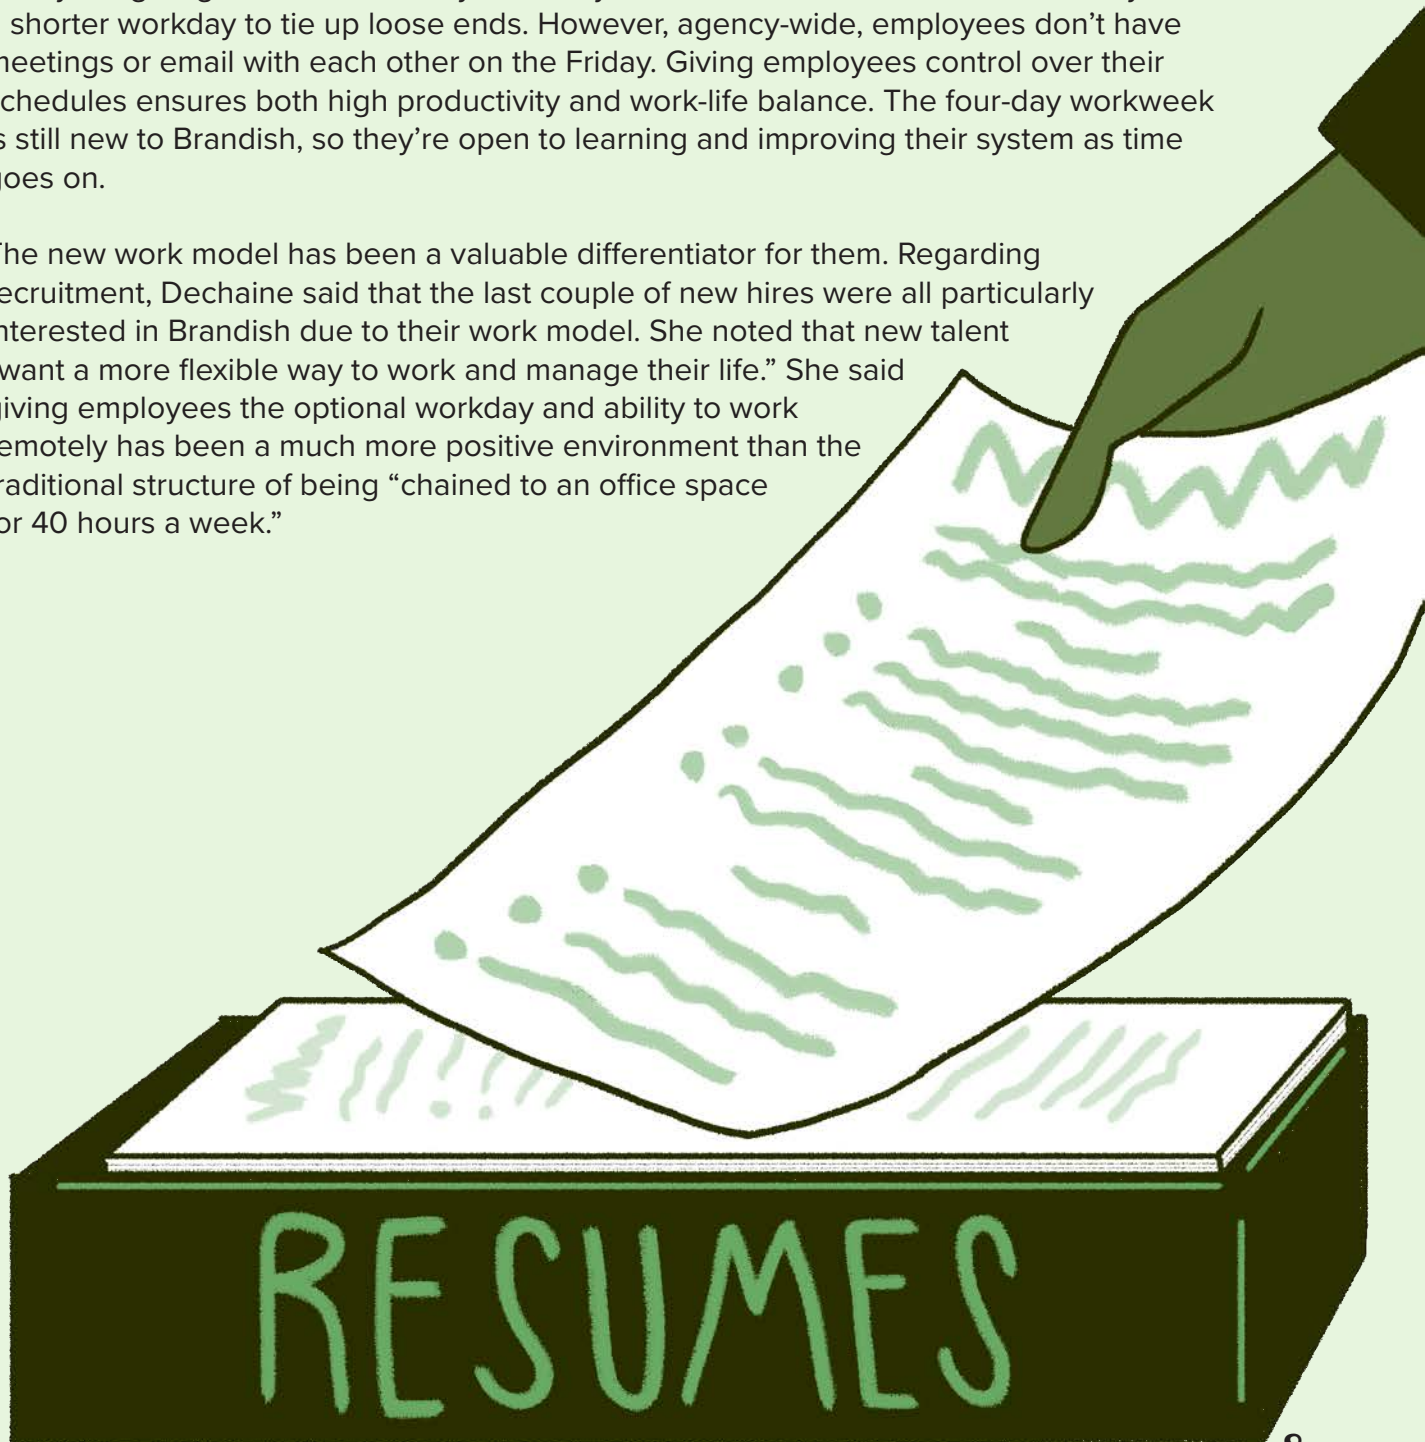 shorter workday to tie up loose ends. However, agency-wide, employees don’t have
meetings or email with each other on the Friday. Giving employees control over their
schedules ensures both high productivity and work-life balance. The four-day workweek
is still new to Brandish, so they’re open to learning and improving their system as time
goes on.
The new work model has been a valuable differentiator for them. Regarding
recruitment, Dechaine said that the last couple of new hires were all particularly
interested in Brandish due to their work model. She noted that new talent
want a more flexible way to work and manage their life.” She said
giving employees the optional workday and ability to work
remotely has been a much more positive environment than the
traditional structure of being “chained to an office space
for 40 hours a week.”
RESUMES